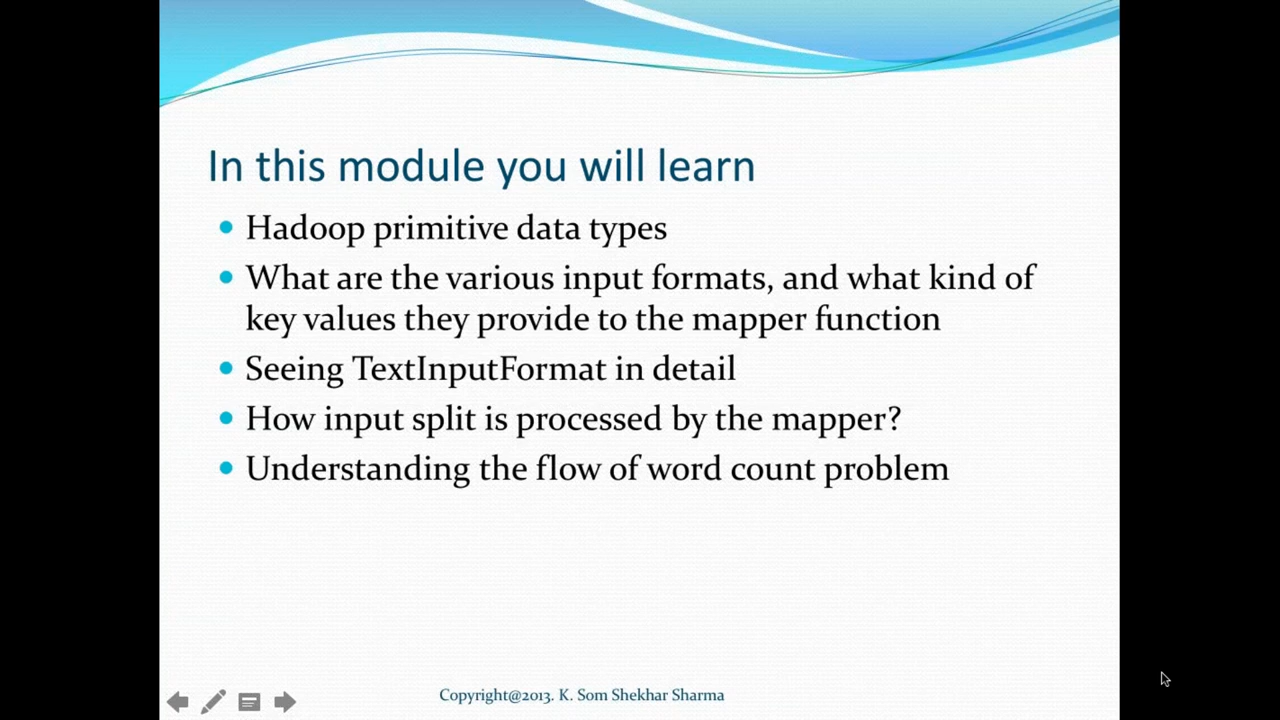 In this module you will learn
Hadoop primitive data types
What are the various input formats, and what kind of
key values they provide to the mapper function
Seeing TextInputFormat in detail
How input split is processed by the mapper?
Understanding the flow of word count problem
Copyright@2013. K. Som Shekhar Sharma